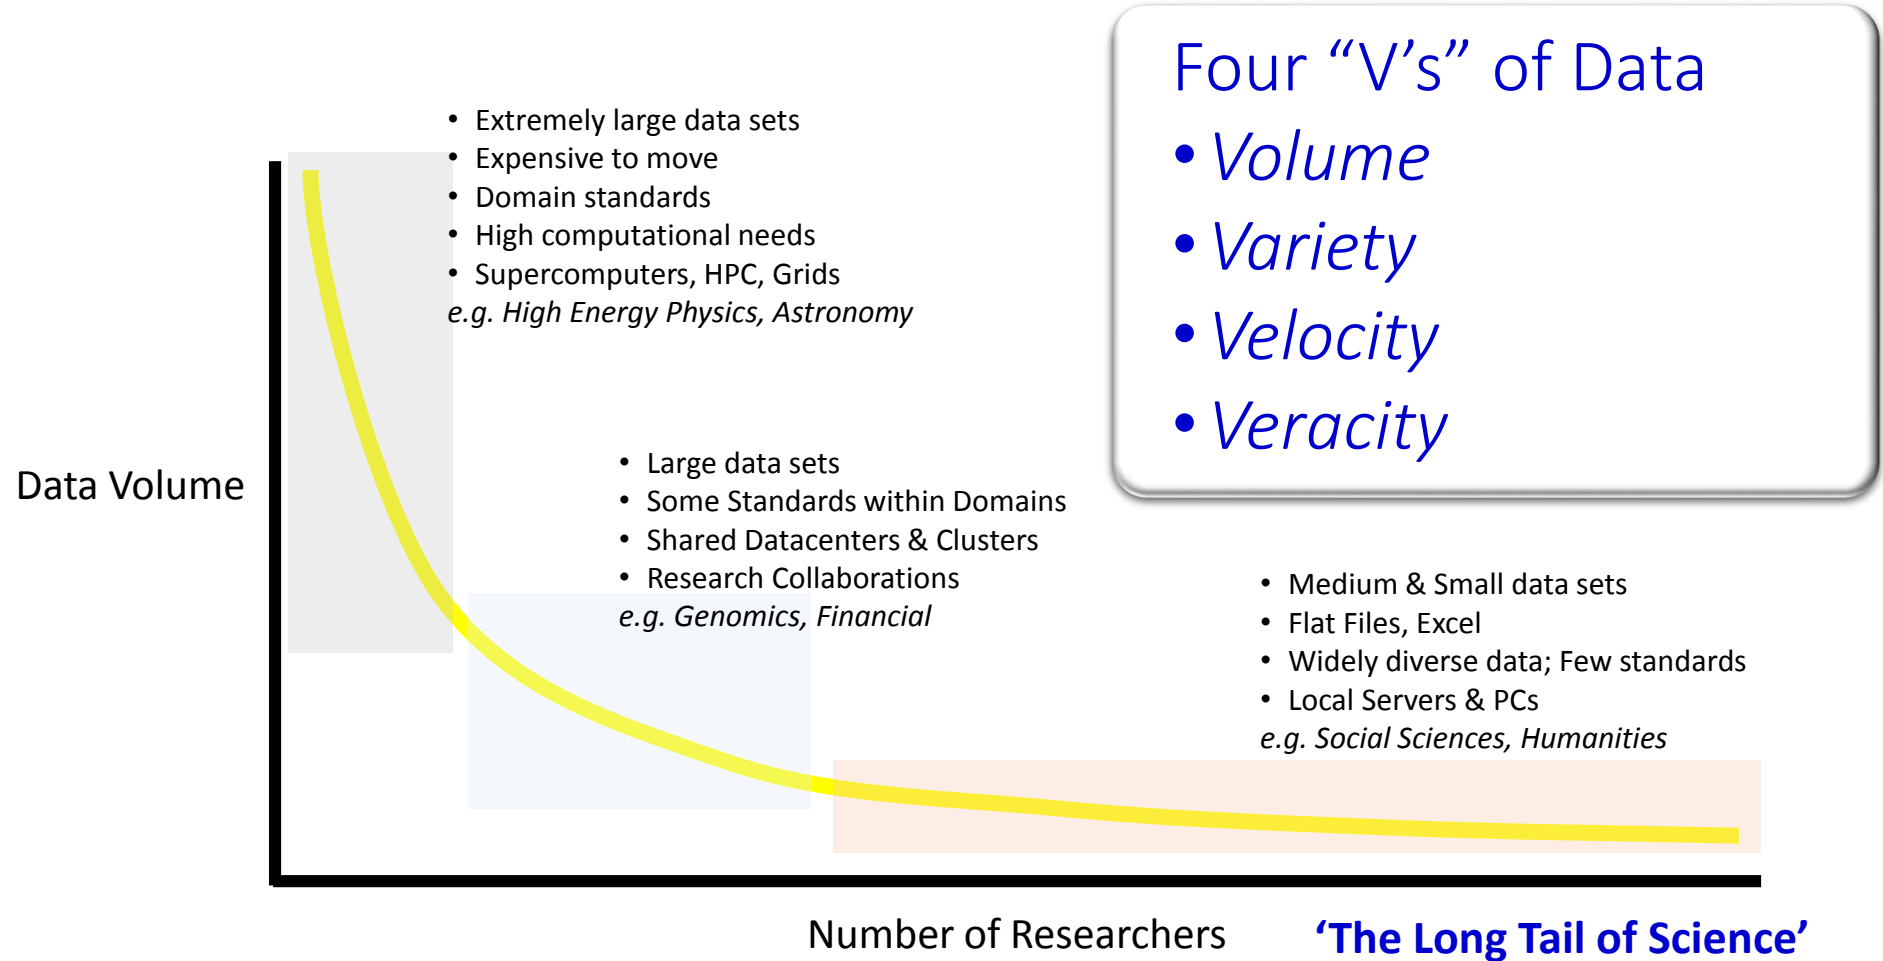 Four “V’s” of Data
• Volume
• Variety
• Velocity
• Veracity
• Extremely large data sets
• Expensive to move
• Domain standards
• High computational needs
• Supercomputers, HPC, Grids
e.g. High Energy Physics, Astronomy
Data Volume
• Large data sets
• Some Standards within Domains
• Shared Datacenters & Clusters
• Research Collaborations
e.g. Genomics, Financial
• Medium & Small data sets
• Flat Files, Excel
• Widely diverse data; Few standards
• Local Servers & PCs
e.g. Social Sciences, Humanities
Number of Researchers
‘The Long Tail of Science’